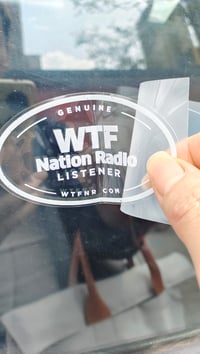 GENUINE
WTF
Nation Radio
LISTENER
WTFNR.COM